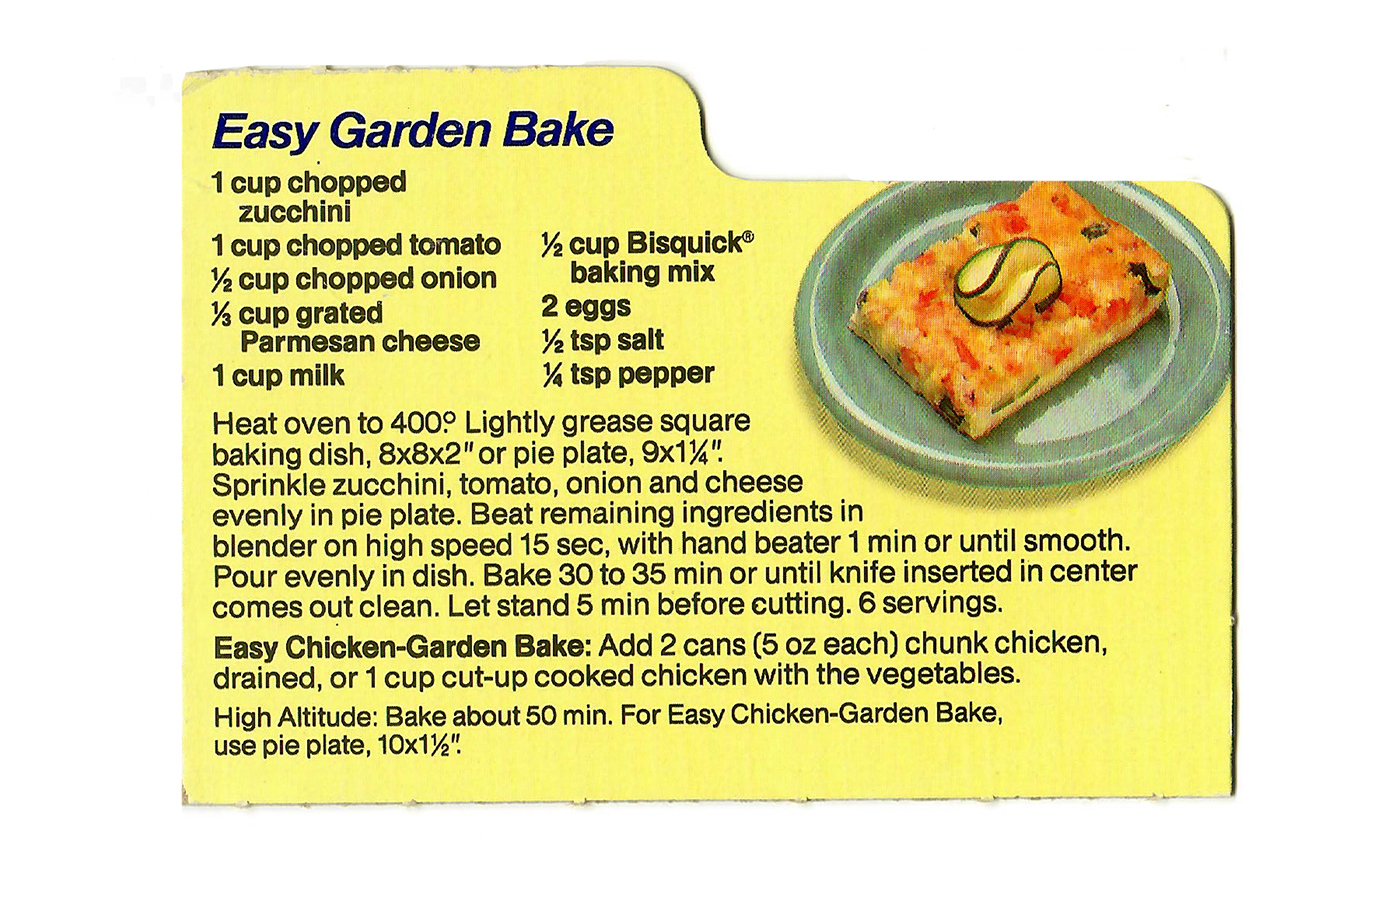 Easy Garden Bake
1 cup chopped
zucchini
1 cup chopped tomato
½ cup chopped onion
⅓ cup grated
Parmesan cheese
1 cup milk
½ cup Bisquick®
baking mix
2 eggs
½ tsp salt
¼ tsp pepper
Heat oven to 400°. Lightly grease square
baking dish, 8x8x2" or pie plate, 9x1¼".
Sprinkle zucchini, tomato, onion and cheese
evenly in pie plate. Beat remaining ingredients in
blender on high speed 15 sec, with hand beater 1 min or until smooth.
Pour evenly in dish. Bake 30 to 35 min or until knife inserted in center
comes out clean. Let stand 5 min before cutting. 6 servings.
Easy Chicken-Garden Bake: Add 2 cans (5 oz each) chunk chicken,
drained, or 1 cup cut-up cooked chicken with the vegetables.
High Altitude: Bake about 50 min. For Easy Chicken-Garden Bake,
use pie plate, 10x1½".